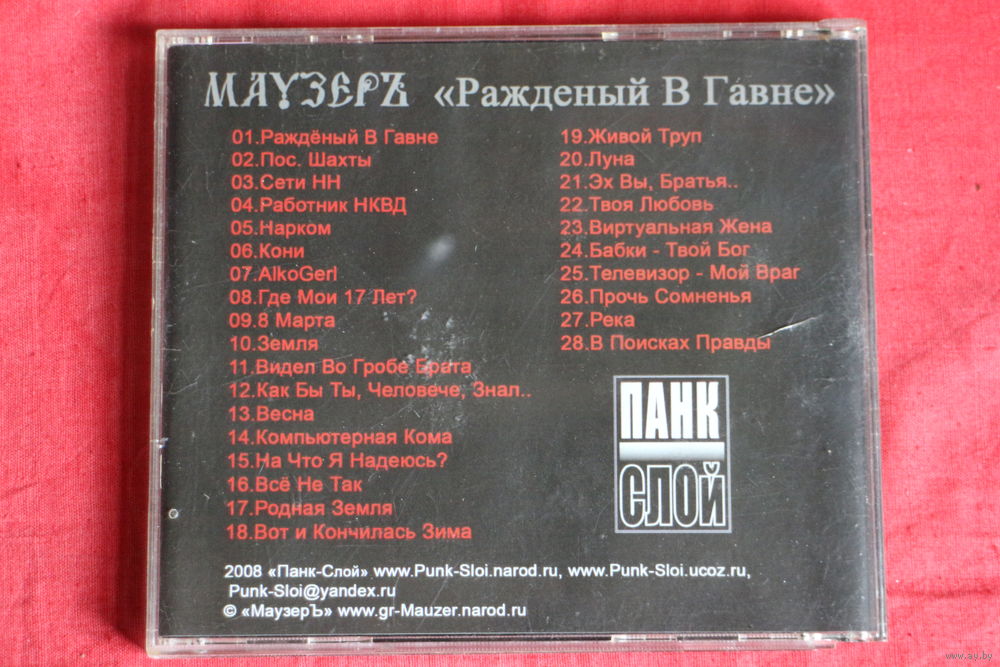 МАУЗЕРЪ «Ражденый В Га́вне»
01.Раждёный В Гавне
02.Пос. Шахты
03.Сети НН
04.Работник НКВД
05.Нарком
06.Кони
07.AlkoGerl
08.Где Мои 17 Лет?
09.8 Марта
10.Земля
11.Видел Во Гробе Брата
12.Как Бы Ты, Человече, Знал..
13.Весна
14.Компьютерная Кома
15.На Что Я Надеюсь?
16.Всё Не Так
17.Родная Земля
18.Вот и Кончилась Зима
19.Живой Труп
20.Луна
21.Эх Вы, Братья..
22.Твоя Любовь
23.Виртуальная Жена
24.Бабки - Твой Бог
25.Телевизор - Мой Враг
26.Прочь Сомненья
27.Река
28.В Поисках Правды
ПАНК
СЛОЙ
2008 «Панк-Слой» www.Punk-Sloi.narod.ru, www.Punk-Sloi.ucoz.ru,
Punk-Sloi@yandex.ru
© «МаузерЪ» www.gr-Mauzer.narod.ru
www.ay.by